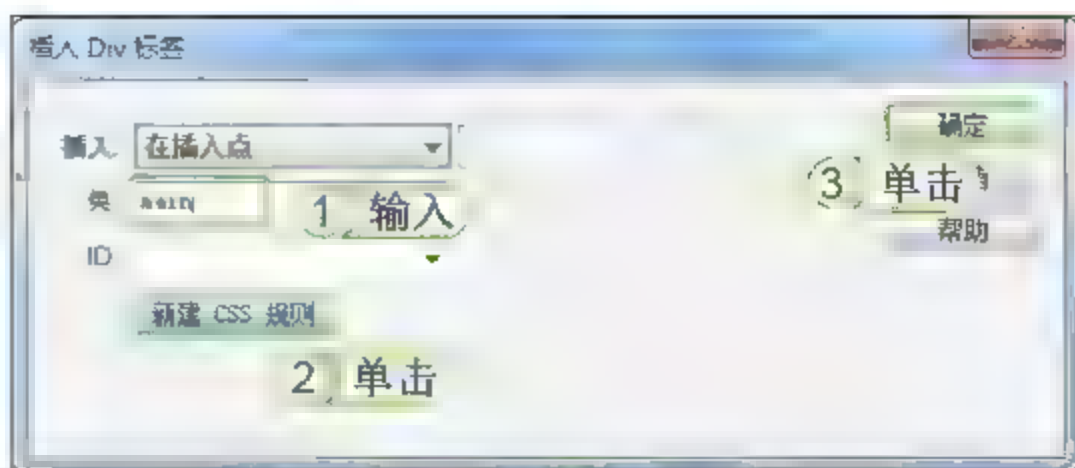 插入 Div 标签
插入 在插入点
确定
类
1 输入
3 单击
ID
帮助
新建 CSS 规则
2 单击